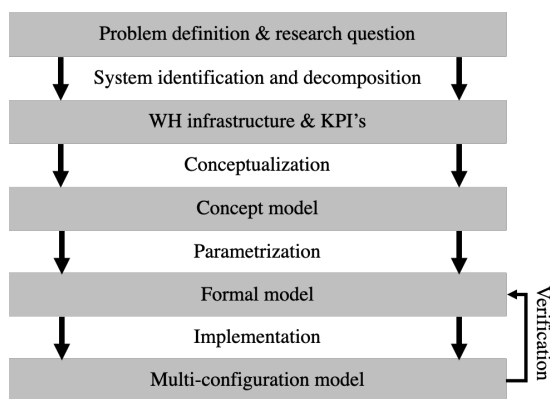 Problem definition & research question
System identification and decomposition
WH infrastructure & KPI's
Conceptualization
Concept model
Parametrization
Formal model
Implementation
Multi-configuration model
Verification